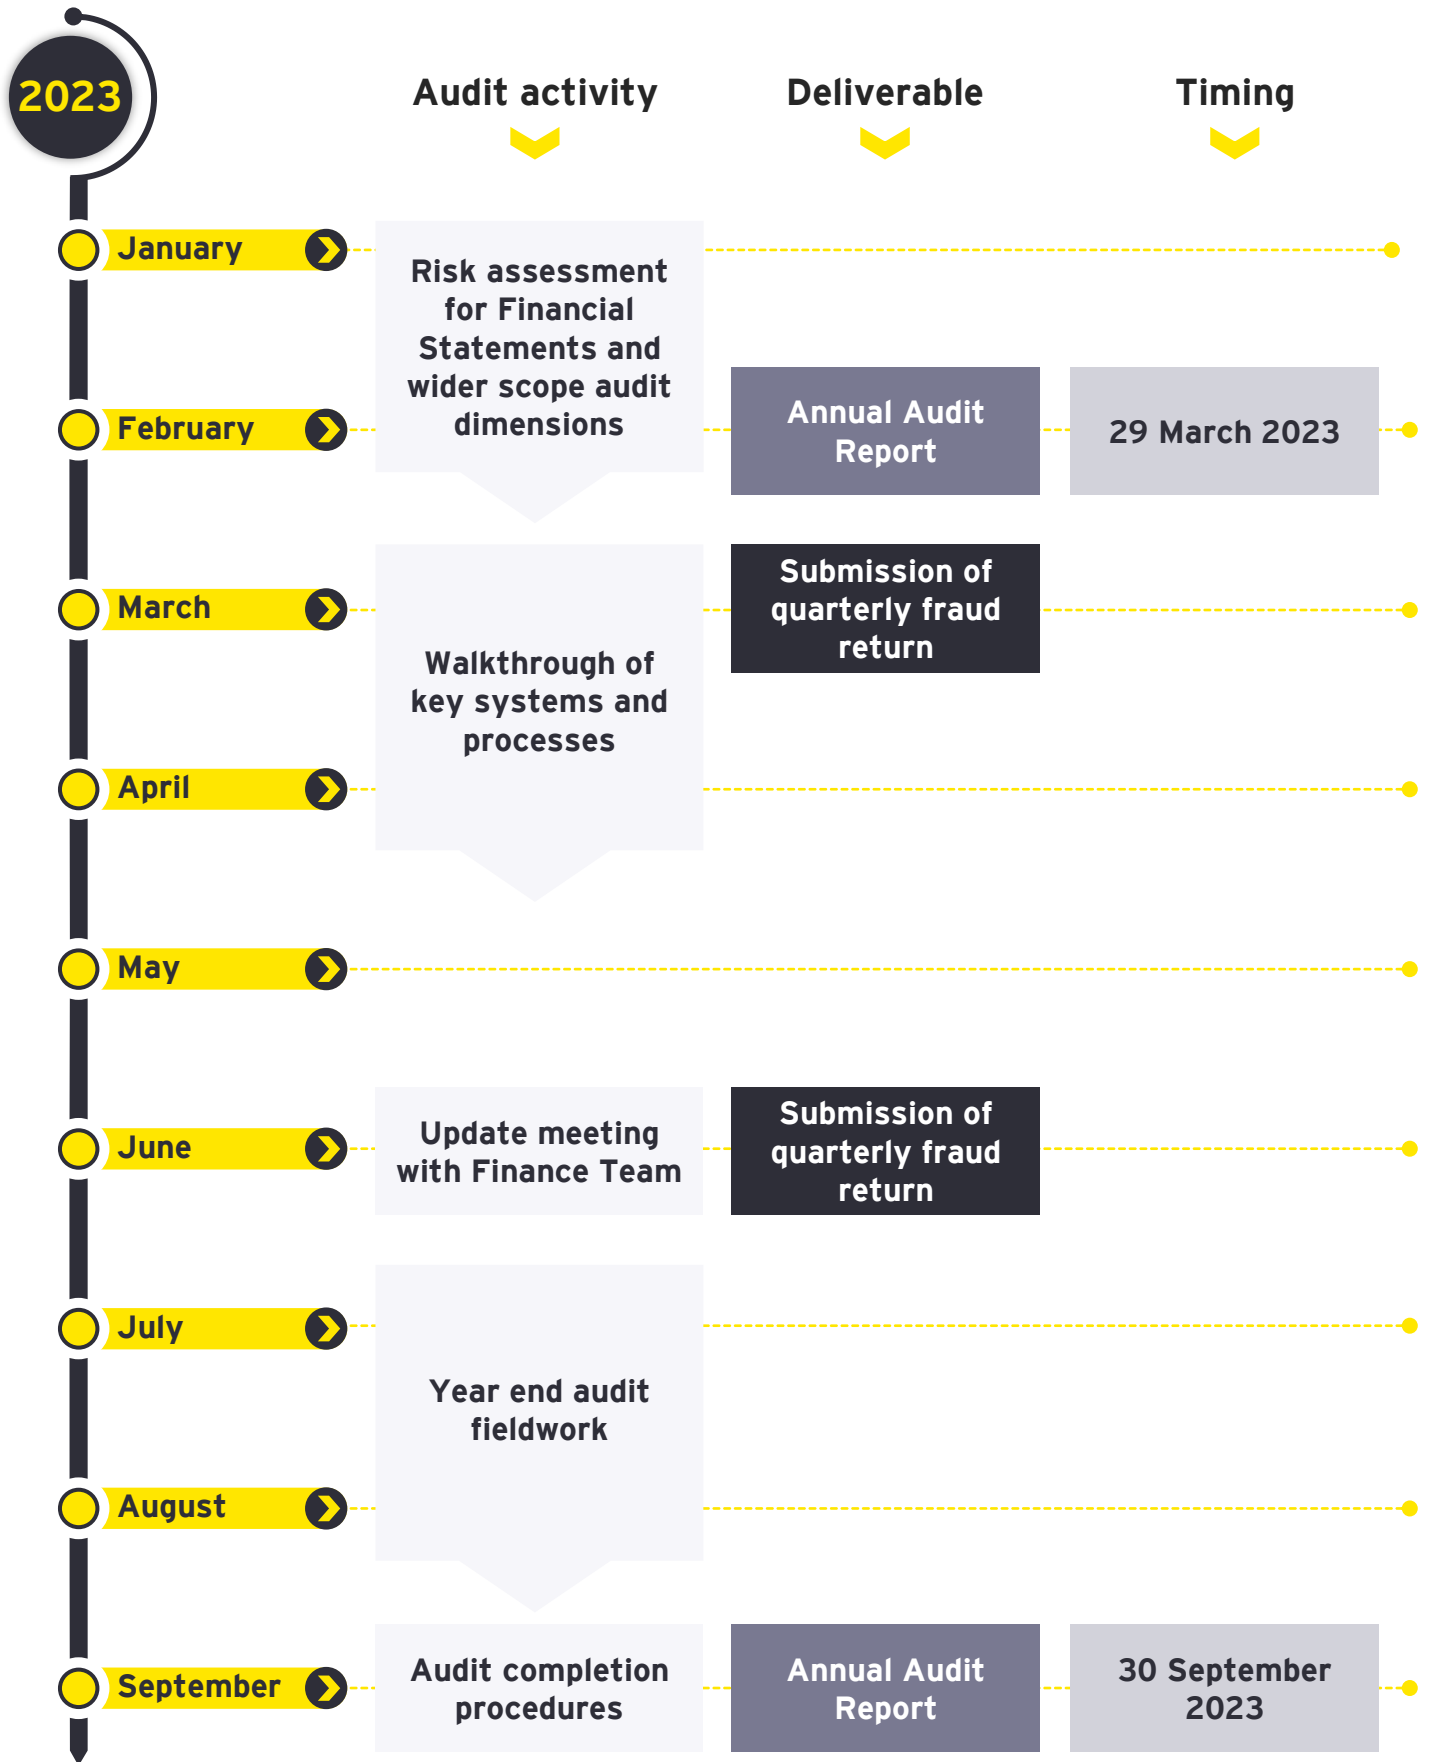 2023
Audit activity
Deliverable
Timing
January
Risk assessment
for Financial
Statements and
wider scope audit
dimensions
February
Annual Audit
Report
29 March 2023
March
Submission of
quarterly fraud
return
Walkthrough of
key systems and
processes
April
May
June
Update meeting
with Finance Team
Submission of
quarterly fraud
return
July
Year end audit
fieldwork
August
September
Audit completion
procedures
Annual Audit
Report
30 September
2023